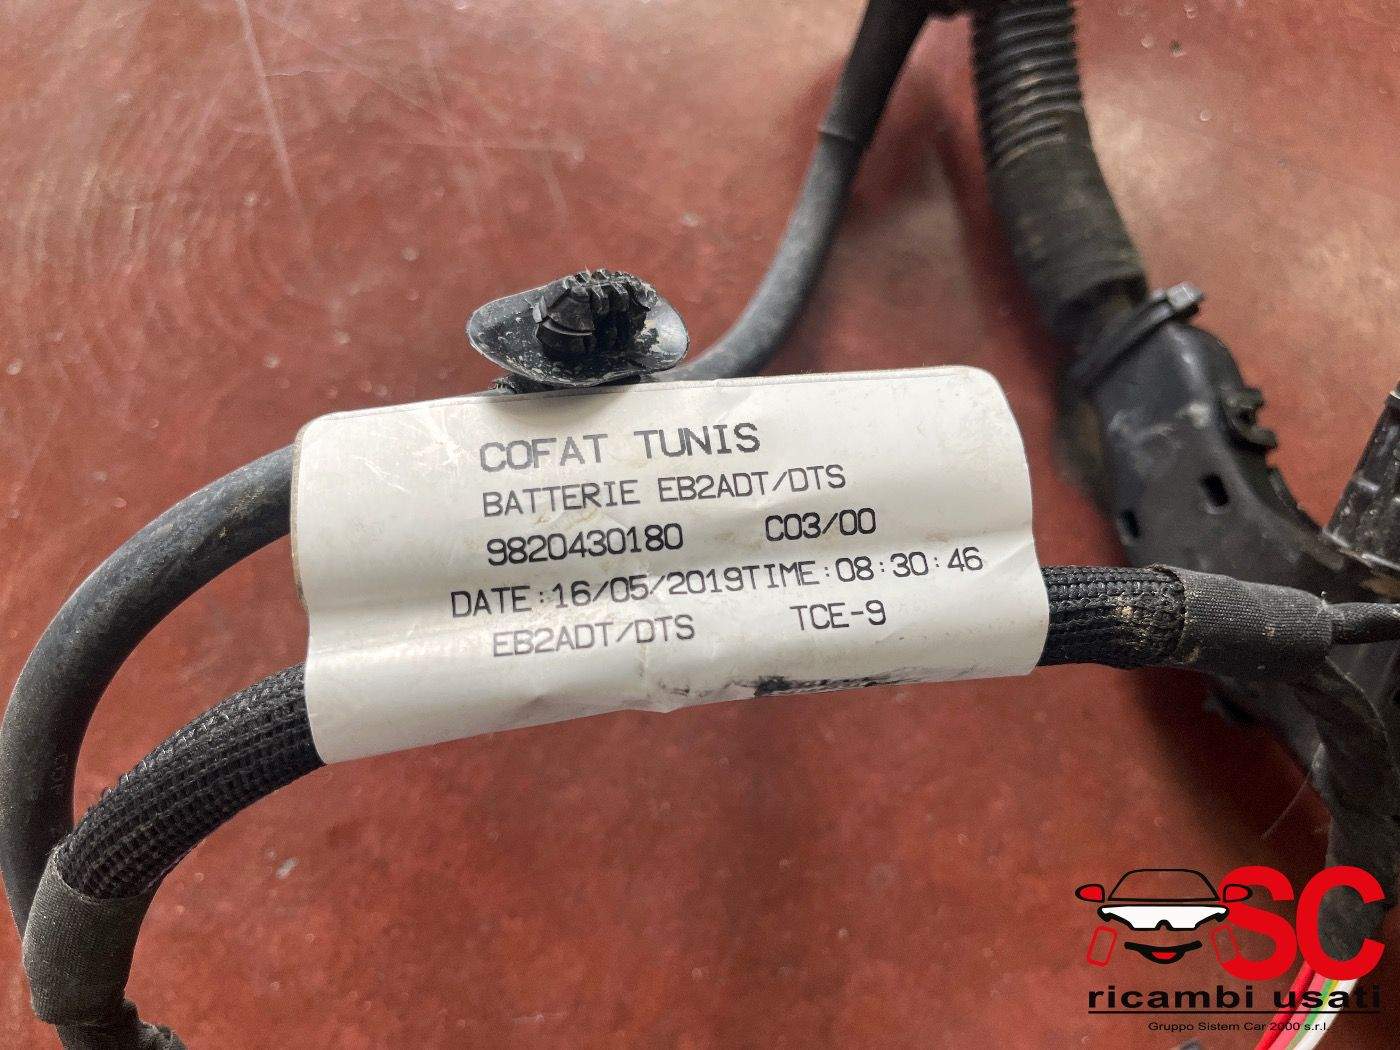 COFAT TUNIS
BATTERIE EB2ADT/DTS
9820430180 C03/00
DATE:16/05/2019TIME:08:30:46
EB2ADT/DTS TCE-9
SC
ricambi usati
Gruppo Sistem Car 2000 s.r.l.